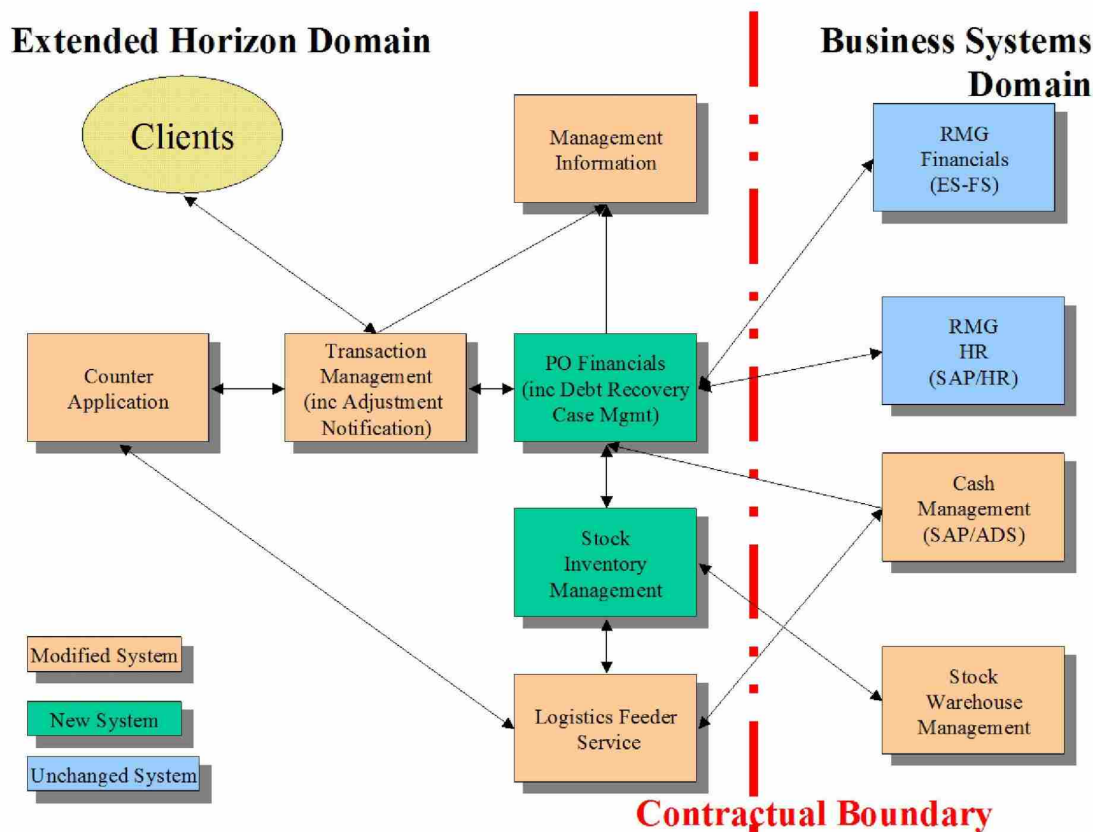 Extended Horizon Domain
Business Systems
Domain
Clients
Management
Information
RMG
Financials
(ES-FS)
Counter
Application
Transaction
Management
(inc Adjustment
Notification)
PO Financials
(inc Debt Recovery
Case Mgmt)
RMG
HR
(SAP/HR)
Cash
Management
(SAP/ADS)
Stock
Inventory
Management
Logistics Feeder
Service
Stock
Warehouse
Management
Modified System
New System
Unchanged System
Contractual Boundary